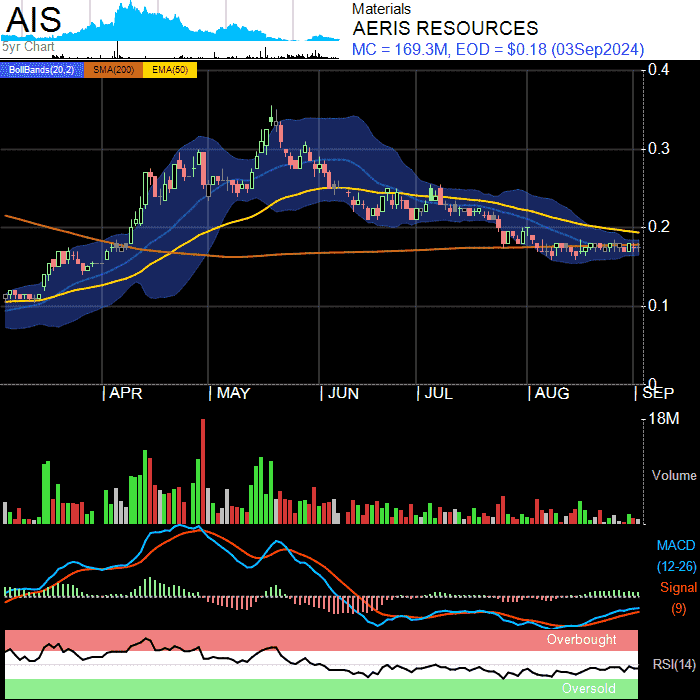 AIS
5yr Chart
Materials
AERIS RESOURCES
MC = 169.3M, EOD = $0.18 (03Sep2024)
BollBands(20,2) SMA(200) EMA(50)
0.4
0.3
0.2
0.1
0
APR MAY JUN JUL AUG SEP
18M
Volume
MACD
(12-26)
Signal
(9)
Overbought
RSI(14)
Oversold